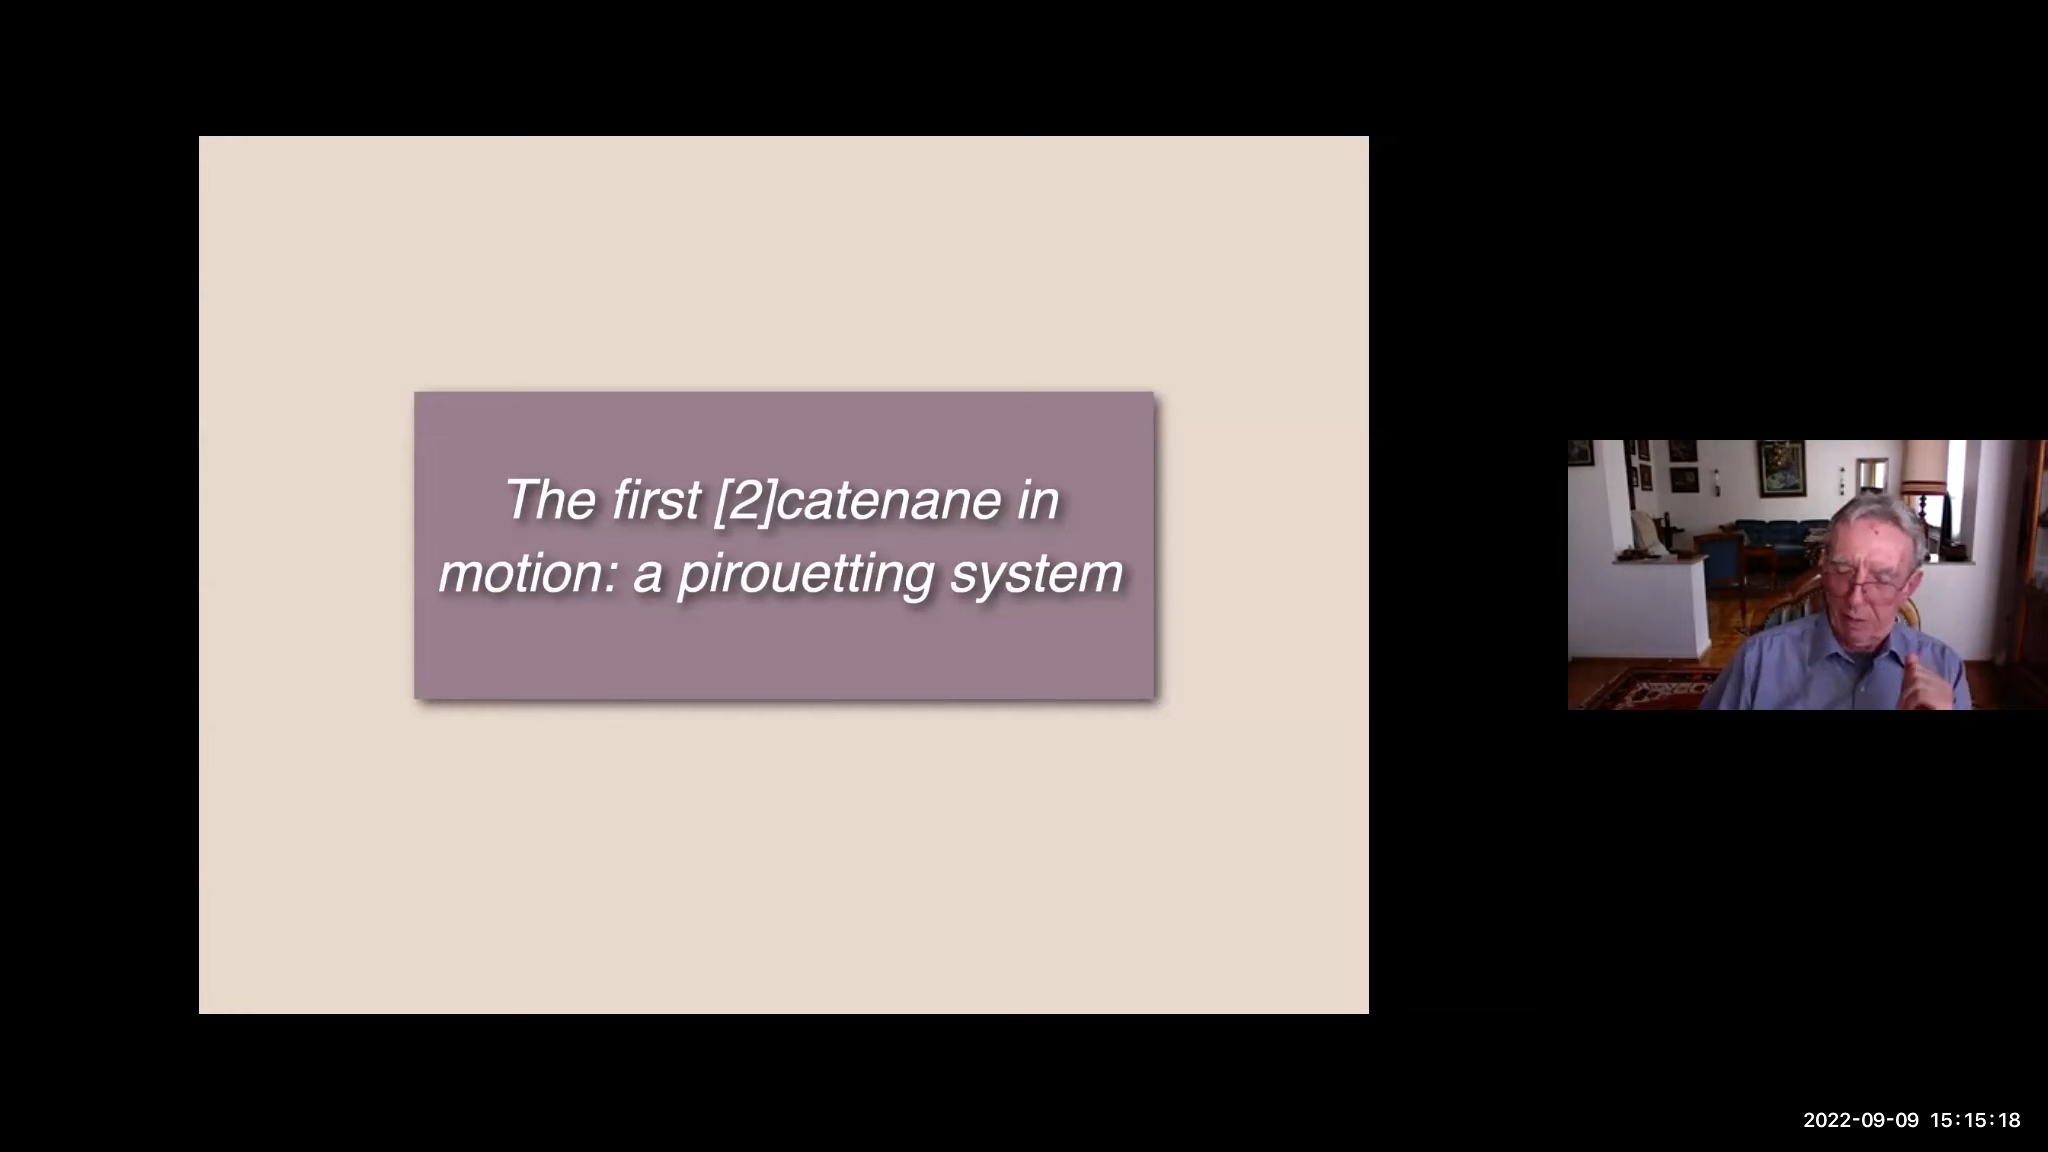 The first [2]catenane in
motion: a pirouetting system
2022-09-09 15:15:18